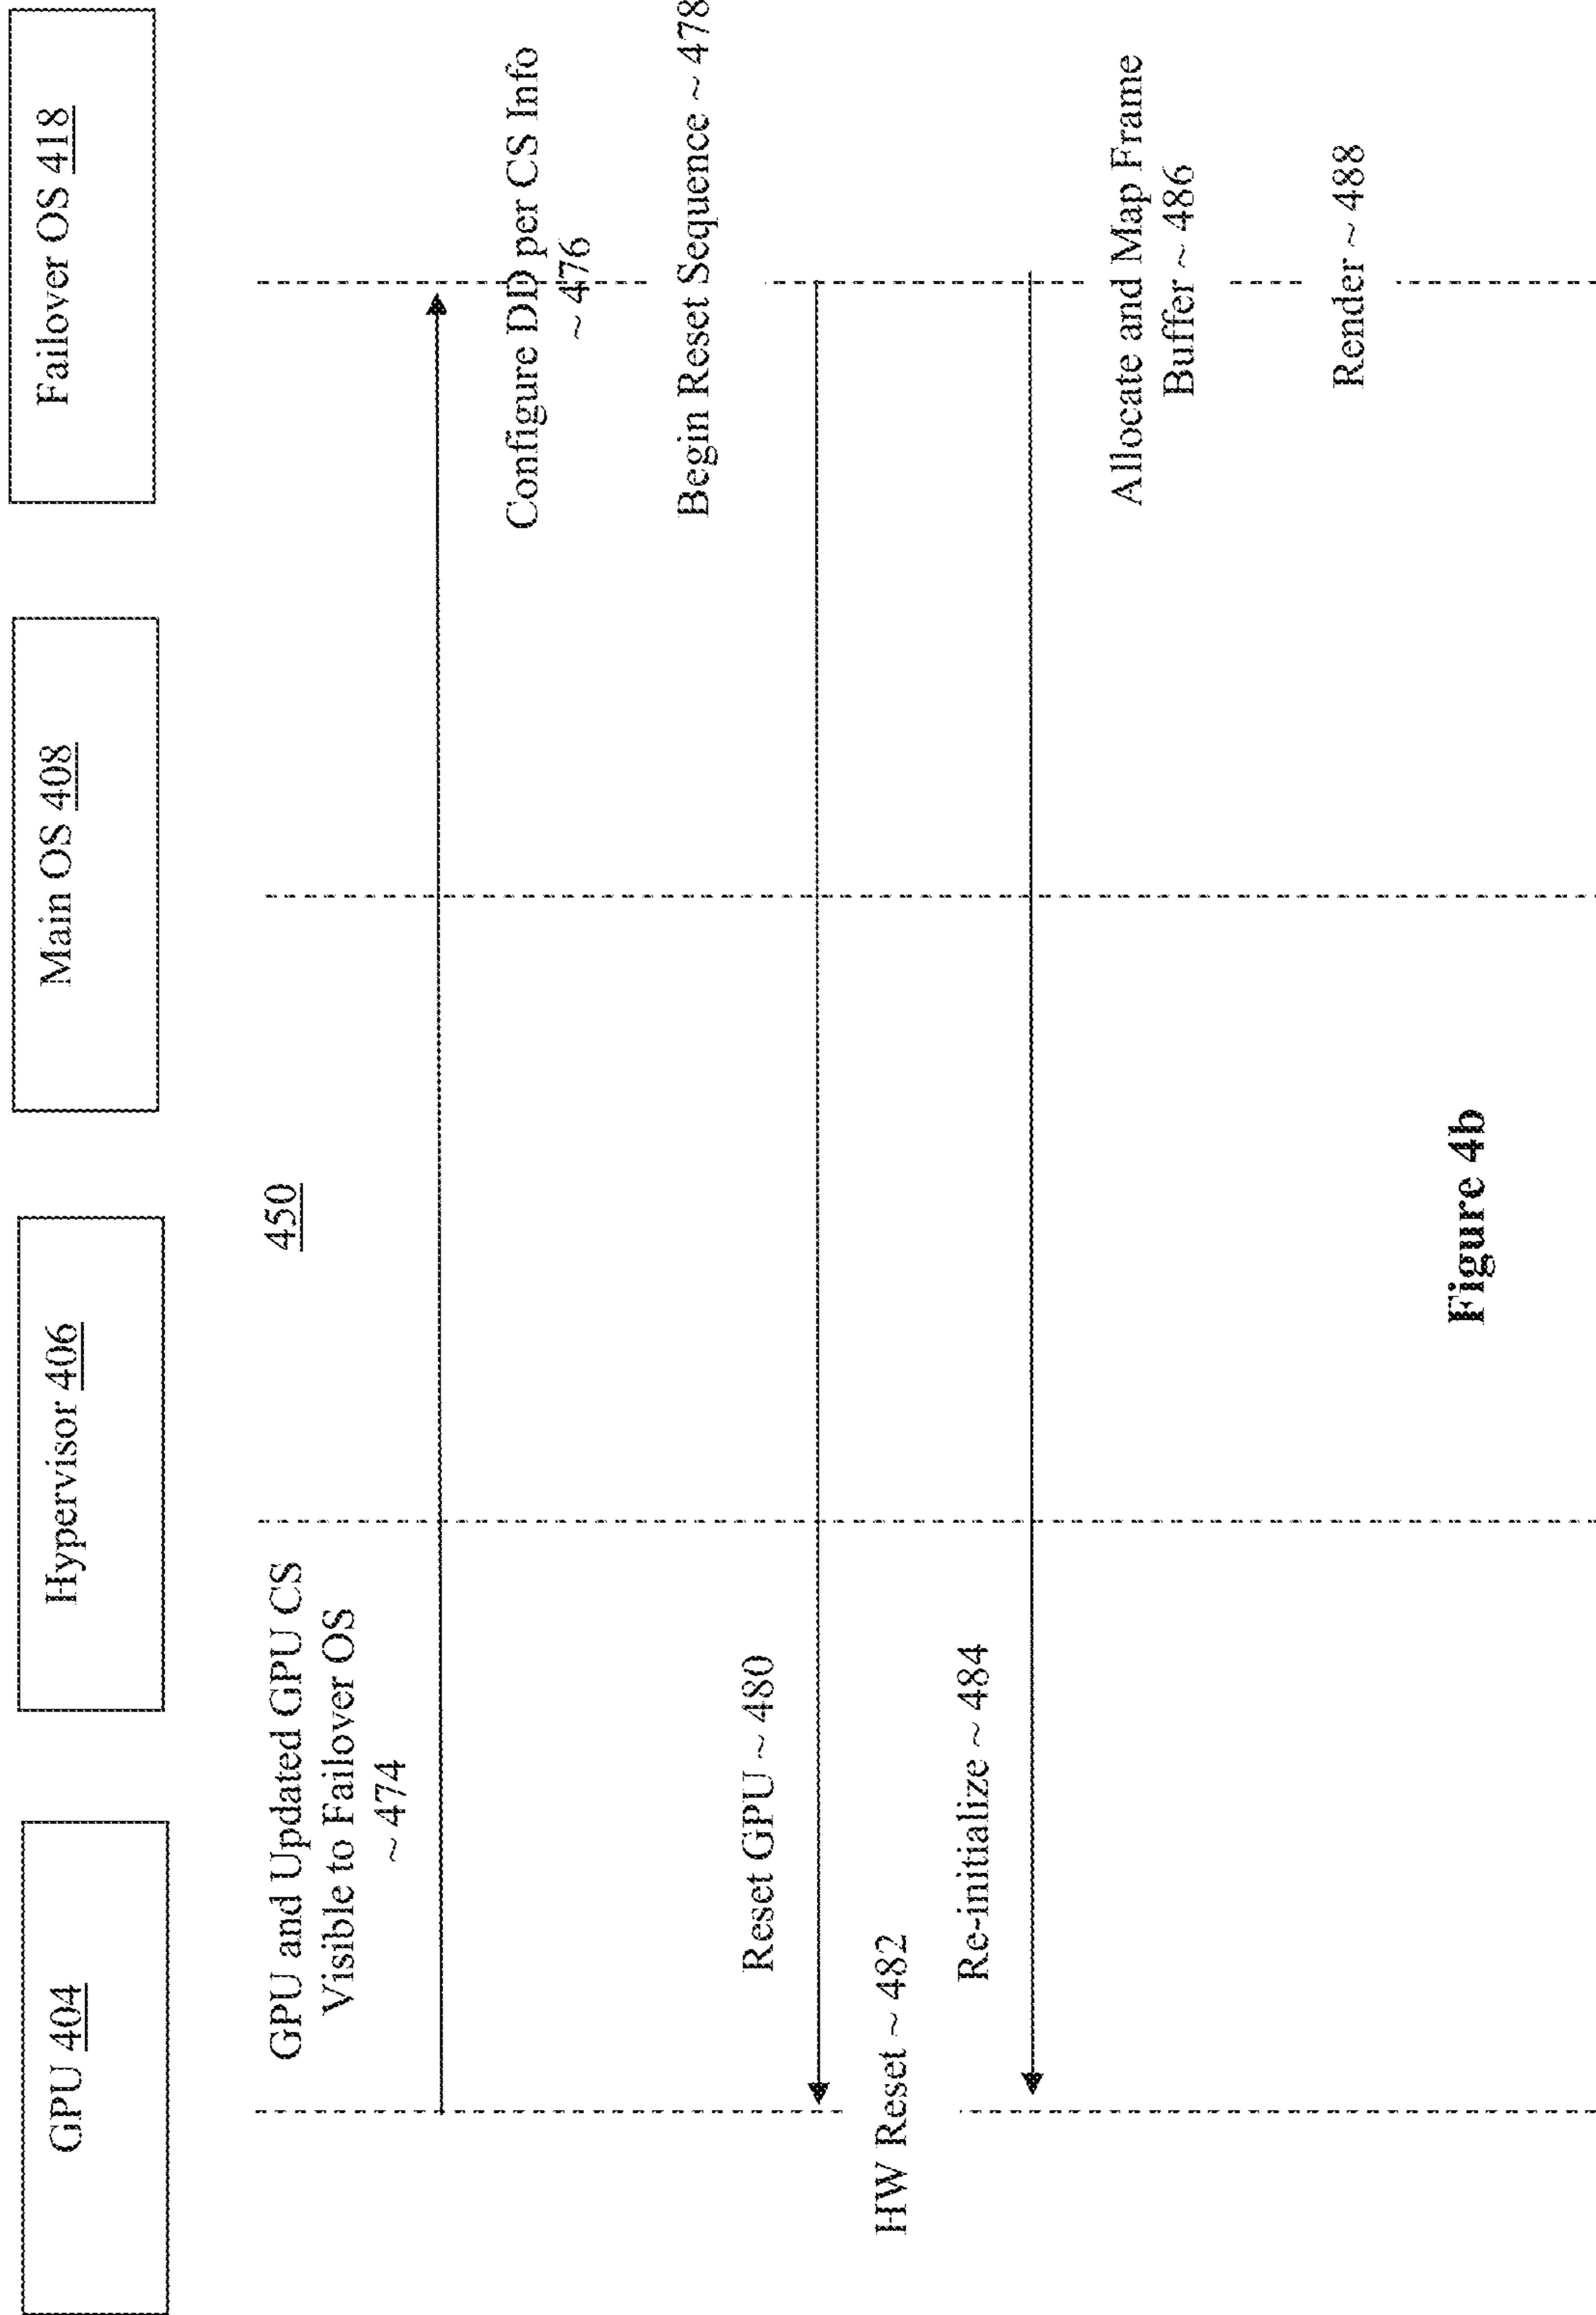 GPU 404
Hypervisor 406
Main OS 408
Failover OS 418
450
GPU and Updated GPU CS
Visible to Failover OS
~ 474
Configure DD per CS Info
~ 476
Begin Reset Sequence ~ 478
Reset GPU ~ 480
HW Reset ~ 482
Re-initialize ~ 484
Allocate and Map Frame
Buffer ~ 486
Render ~ 488
Figure 4b